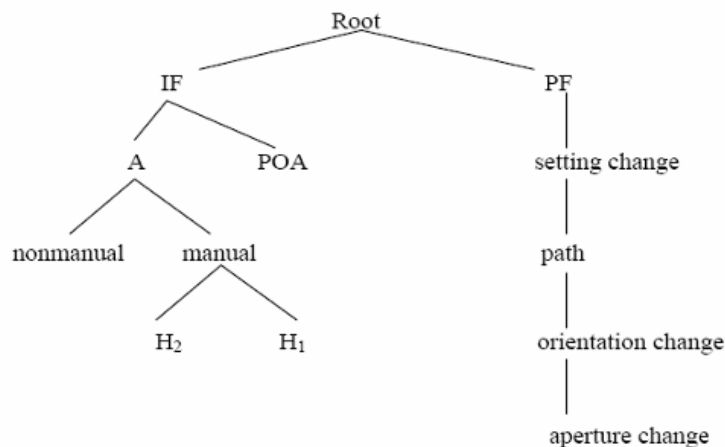 Root
IF PF
A POA setting change
nonmanual manual path
H₂ H₁ orientation change
aperture change